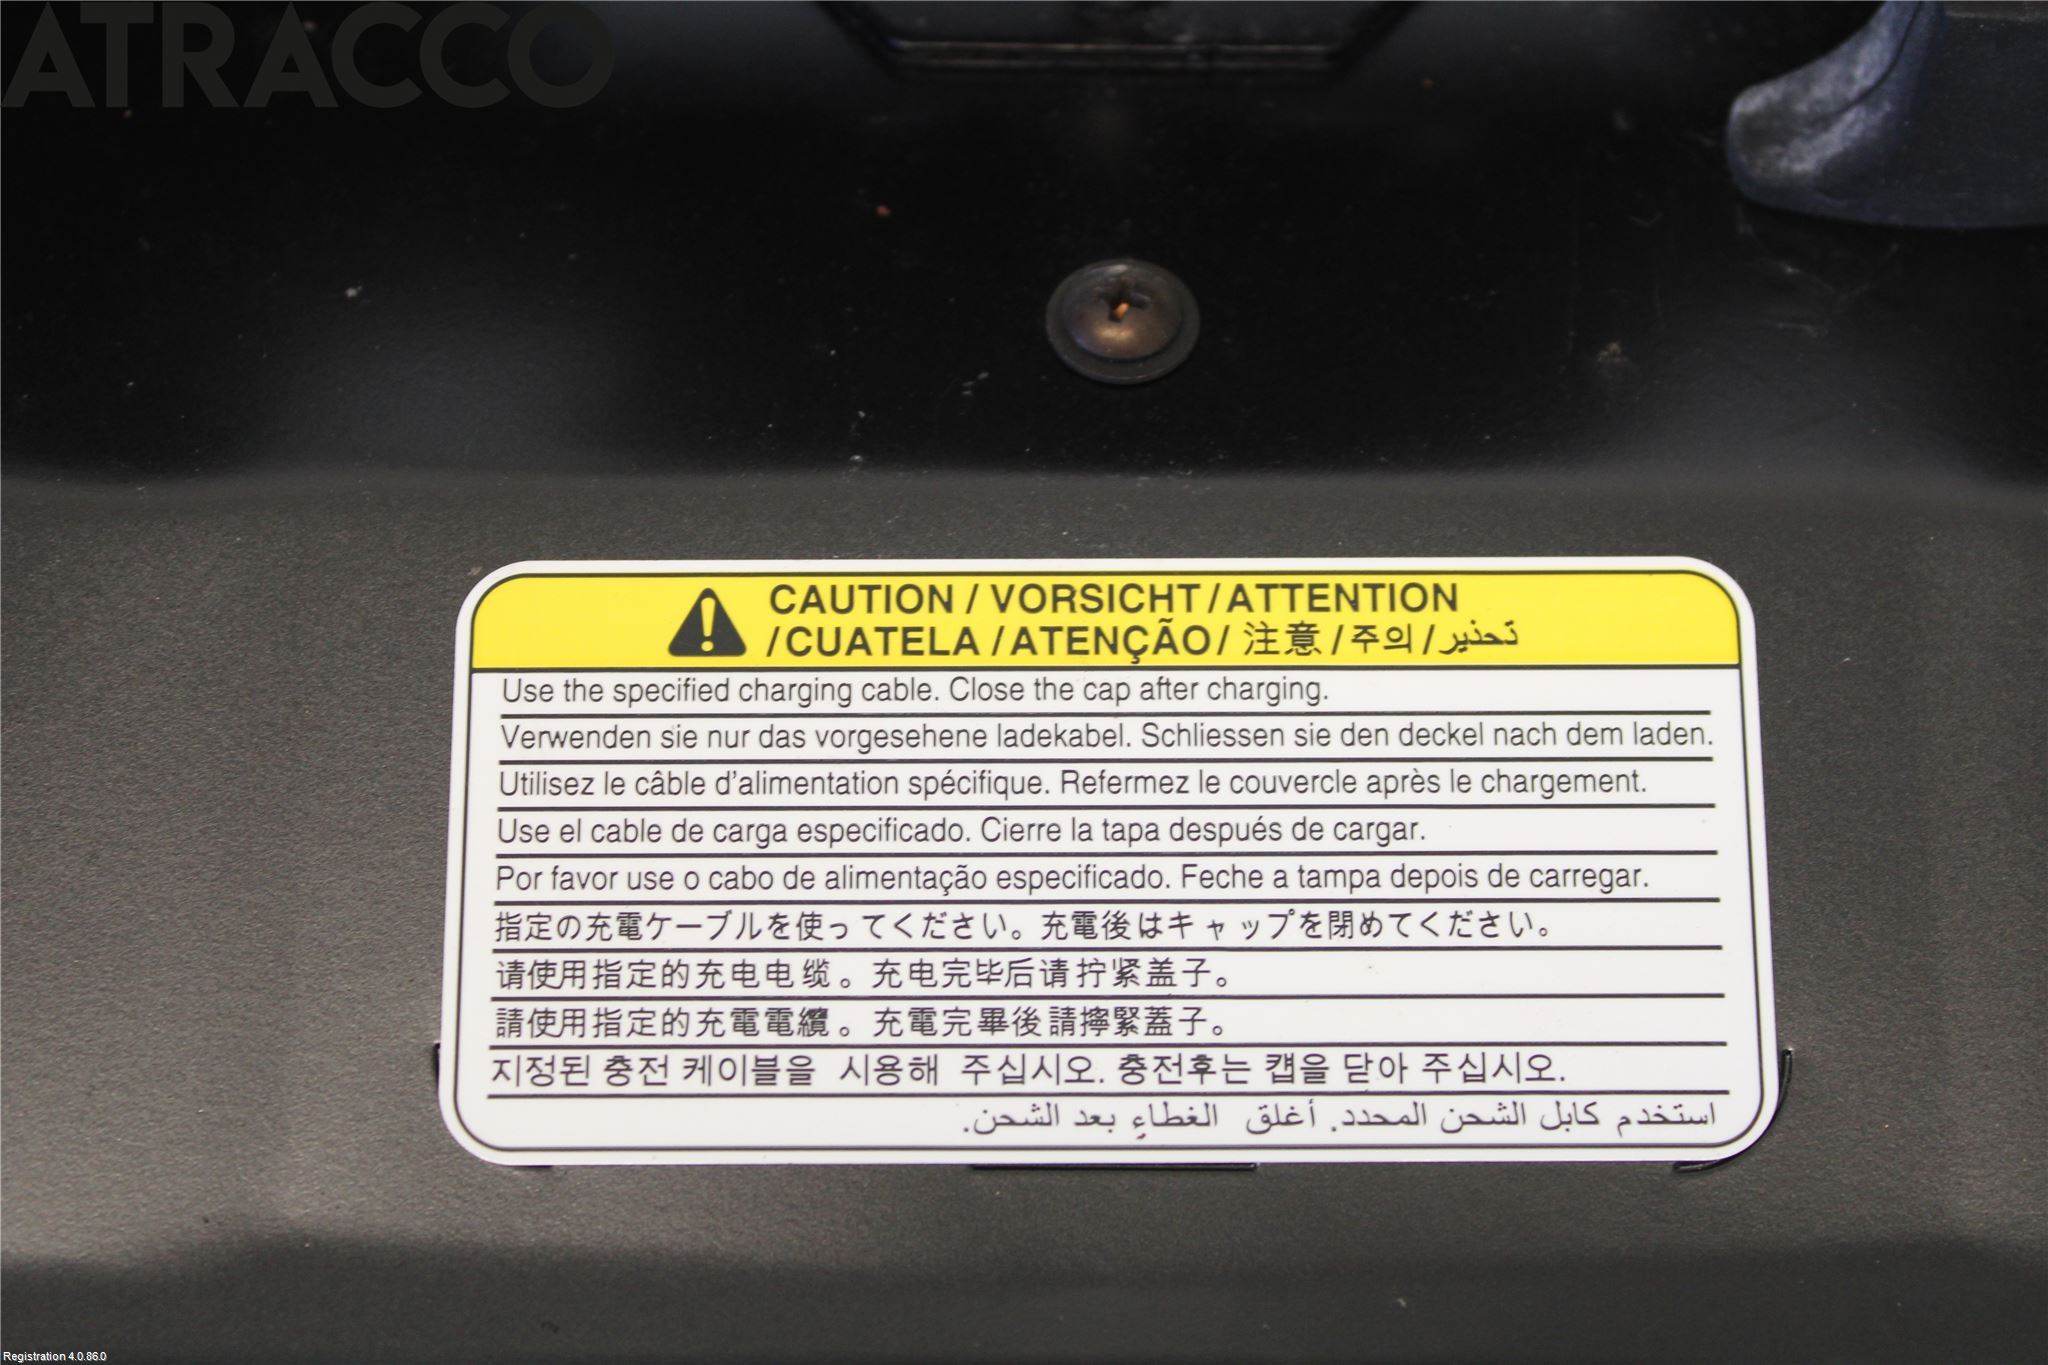 ATRACCO
CAUTION / VORSICHT / ATTENTION
/ CUATELA / ATENÇÃO / 注意 / 주의 / تحذير
Use the specified charging cable. Close the cap after charging.
Verwenden sie nur das vorgesehene ladekabel. Schliessen sie den deckel nach dem laden.
Utilisez le câble d'alimentation spécifique. Refermez le couvercle après le chargement.
Use el cable de carga especificado. Cierre la tapa después de cargar.
Por favor use o cabo de alimentação especificado. Feche a tampa depois de carregar.
指定の充電ケーブルを使ってください。充電後はキャップを閉めてください。
请使用指定的充电电缆。充电完毕后请拧紧盖子。
請使用指定的充電電纜。充電完畢後請擰緊蓋子。
지정된 충전 케이블을 시용해 주십시오. 충전후는 캡을 닫아 주십시오.
استخدم كابل الشحن المحدد. أغلق الغطاءِ بعد الشحن.
Registration 4.0.86.0